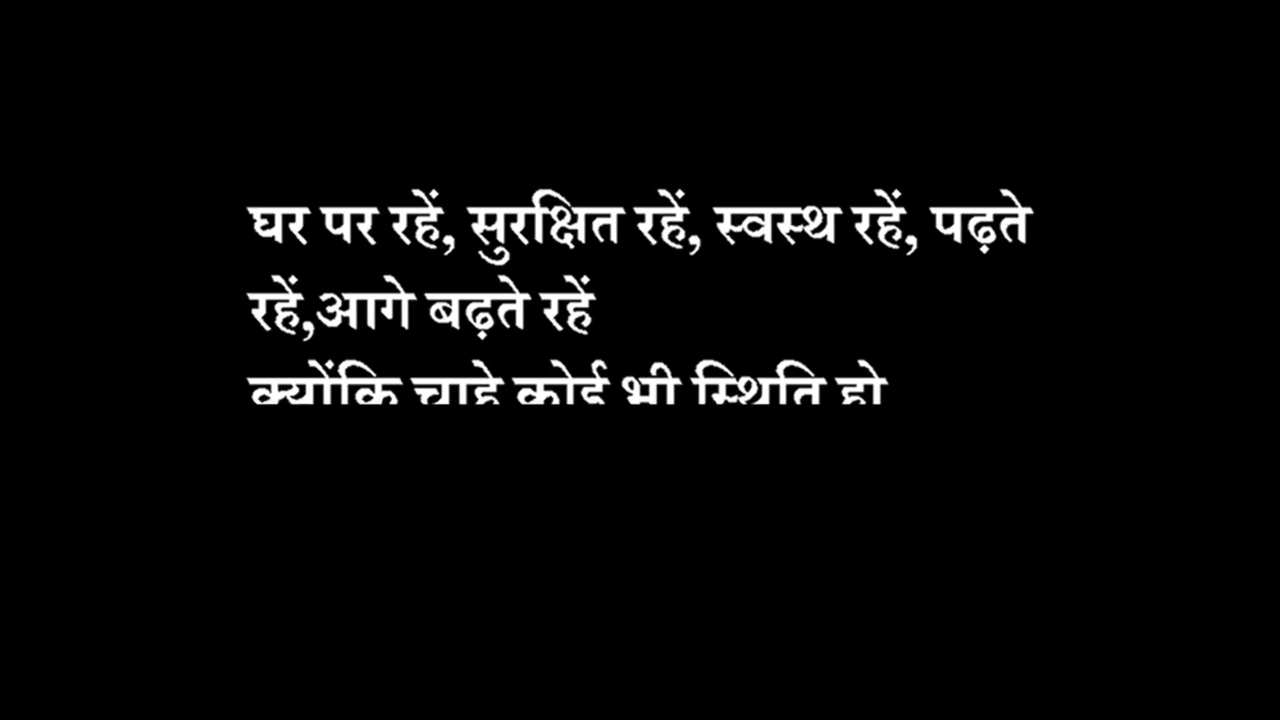 घर पर रहें, सुरक्षित रहें, स्वस्थ रहें, पढ़ते
रहें,आगे बढ़ते रहें
क्योंकि चाहे कोई भी स्थिति हो